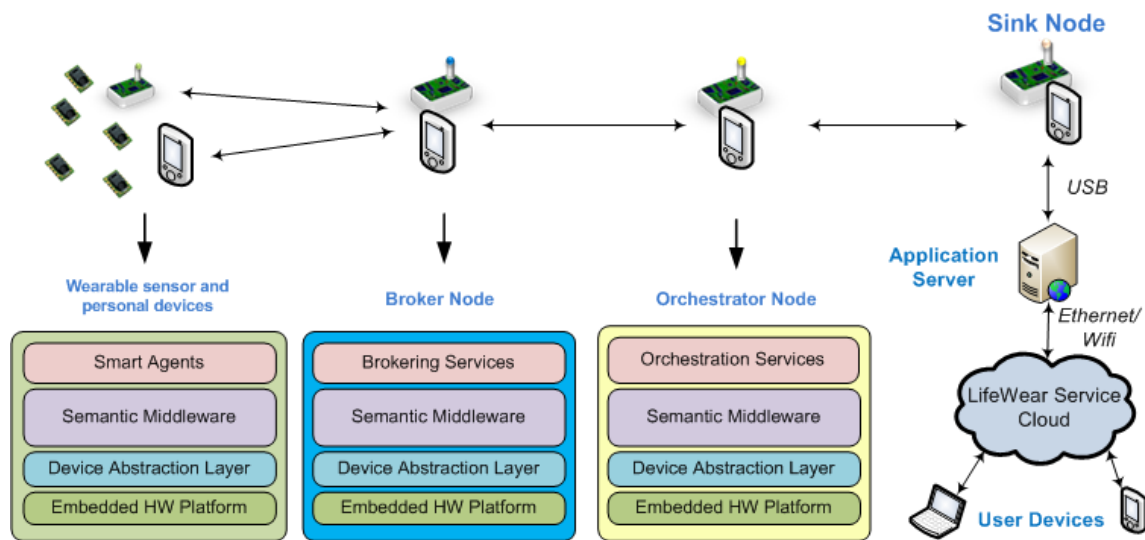 Sink Node
USB
Application
Server
Ethernet/
Wifi
LifeWear Service
Cloud
User Devices
Wearable sensor and
personal devices
Smart Agents
Semantic Middleware
Device Abstraction Layer
Embedded HW Platform
Broker Node
Brokering Services
Semantic Middleware
Device Abstraction Layer
Embedded HW Platform
Orchestrator Node
Orchestration Services
Semantic Middleware
Device Abstraction Layer
Embedded HW Platform